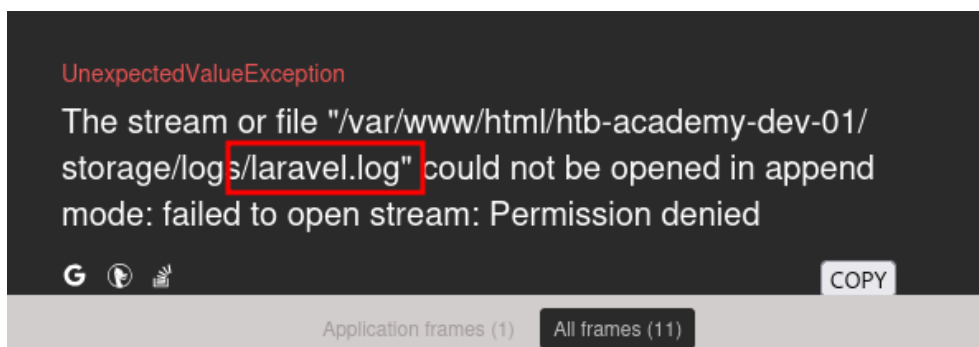 UnexpectedValueException
The stream or file "/var/www/html/htb-academy-dev-01/
storage/logs/laravel.log" could not be opened in append
mode: failed to open stream: Permission denied
G
COPY
Application frames (1) All frames (11)